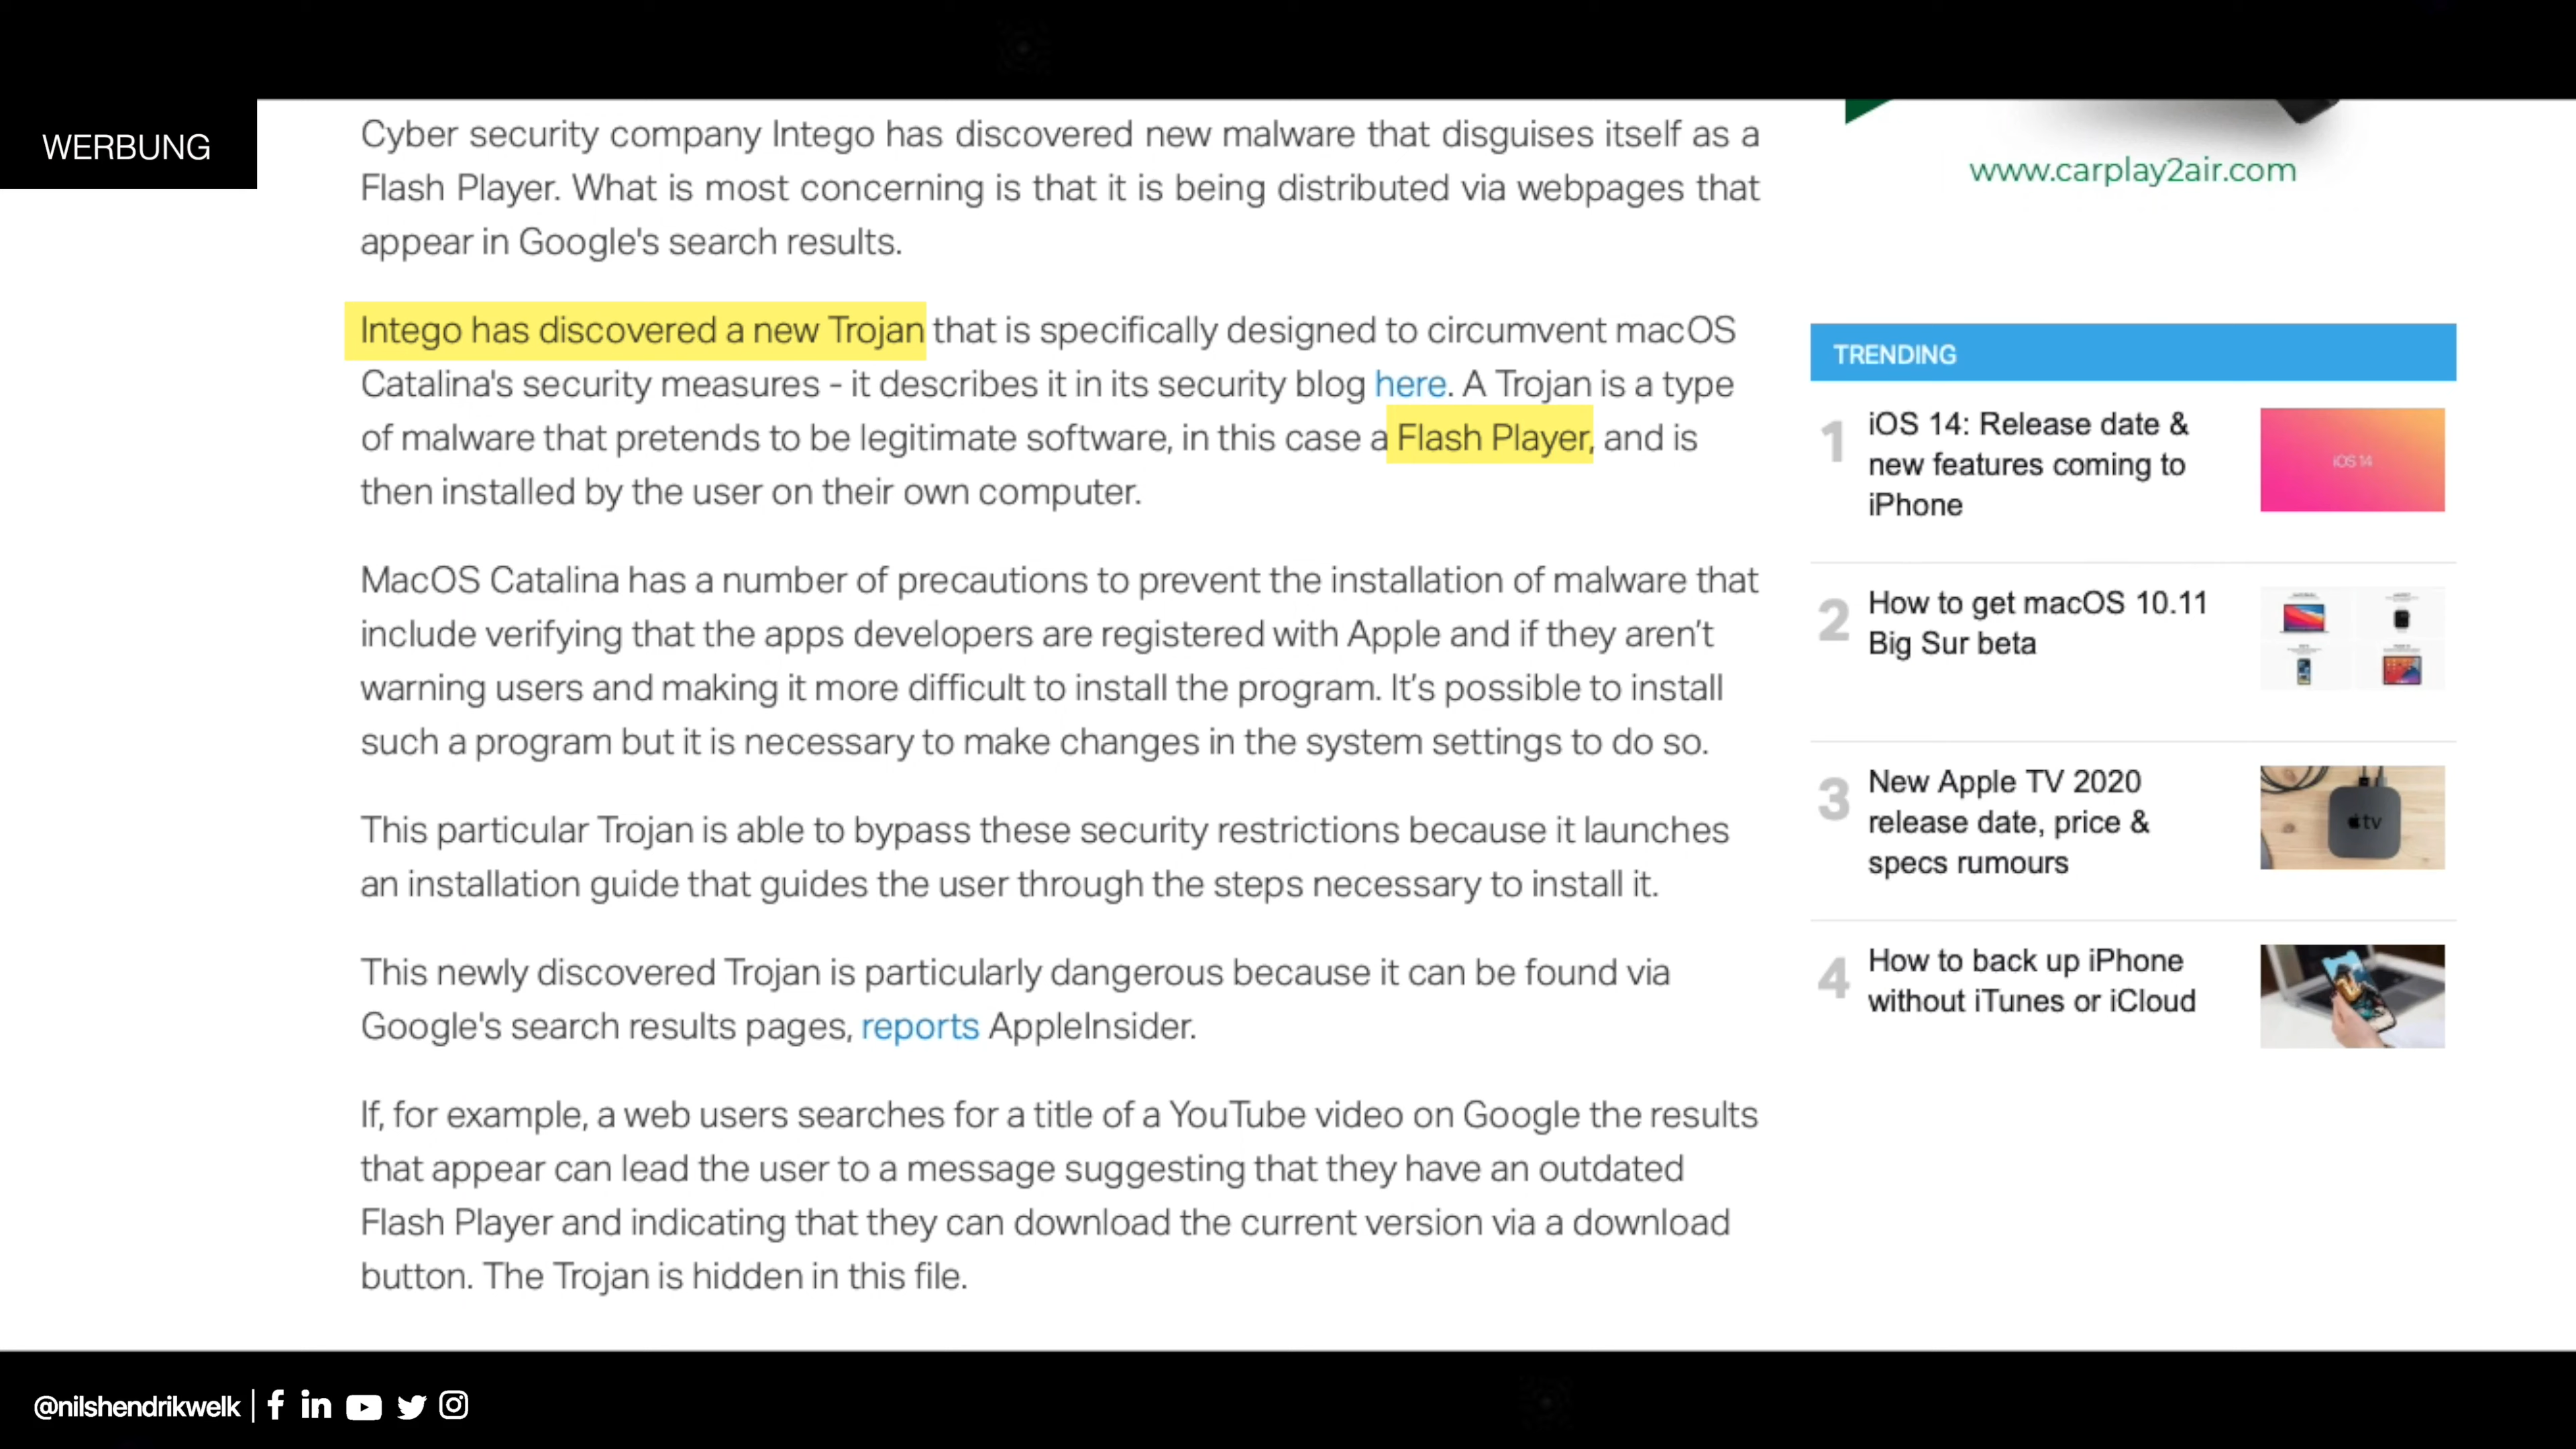 WERBUNG
Cyber security company Intego has discovered new malware that disguises itself as a
Flash Player. What is most concerning is that it is being distributed via webpages that
appear in Google's search results.
Intego has discovered a new Trojan that is specifically designed to circumvent macOS
Catalina's security measures - it describes it in its security blog here. A Trojan is a type
of malware that pretends to be legitimate software, in this case a Flash Player, and is
then installed by the user on their own computer.
MacOS Catalina has a number of precautions to prevent the installation of malware that
include verifying that the apps developers are registered with Apple and if they aren’t
warning users and making it more difficult to install the program. It’s possible to install
such a program but it is necessary to make changes in the system settings to do so.
This particular Trojan is able to bypass these security restrictions because it launches
an installation guide that guides the user through the steps necessary to install it.
This newly discovered Trojan is particularly dangerous because it can be found via
Google's search results pages, reports AppleInsider.
If, for example, a web users searches for a title of a YouTube video on Google the results
that appear can lead the user to a message suggesting that they have an outdated
Flash Player and indicating that they can download the current version via a download
button. The Trojan is hidden in this file.
www.carplay2air.com
TRENDING
1
iOS 14: Release date &
new features coming to
iPhone
iOS 14
2
How to get macOS 10.11
Big Sur beta
3
New Apple TV 2020
release date, price &
specs rumours
tv
4
How to back up iPhone
without iTunes or iCloud
@nilshendrikwelk